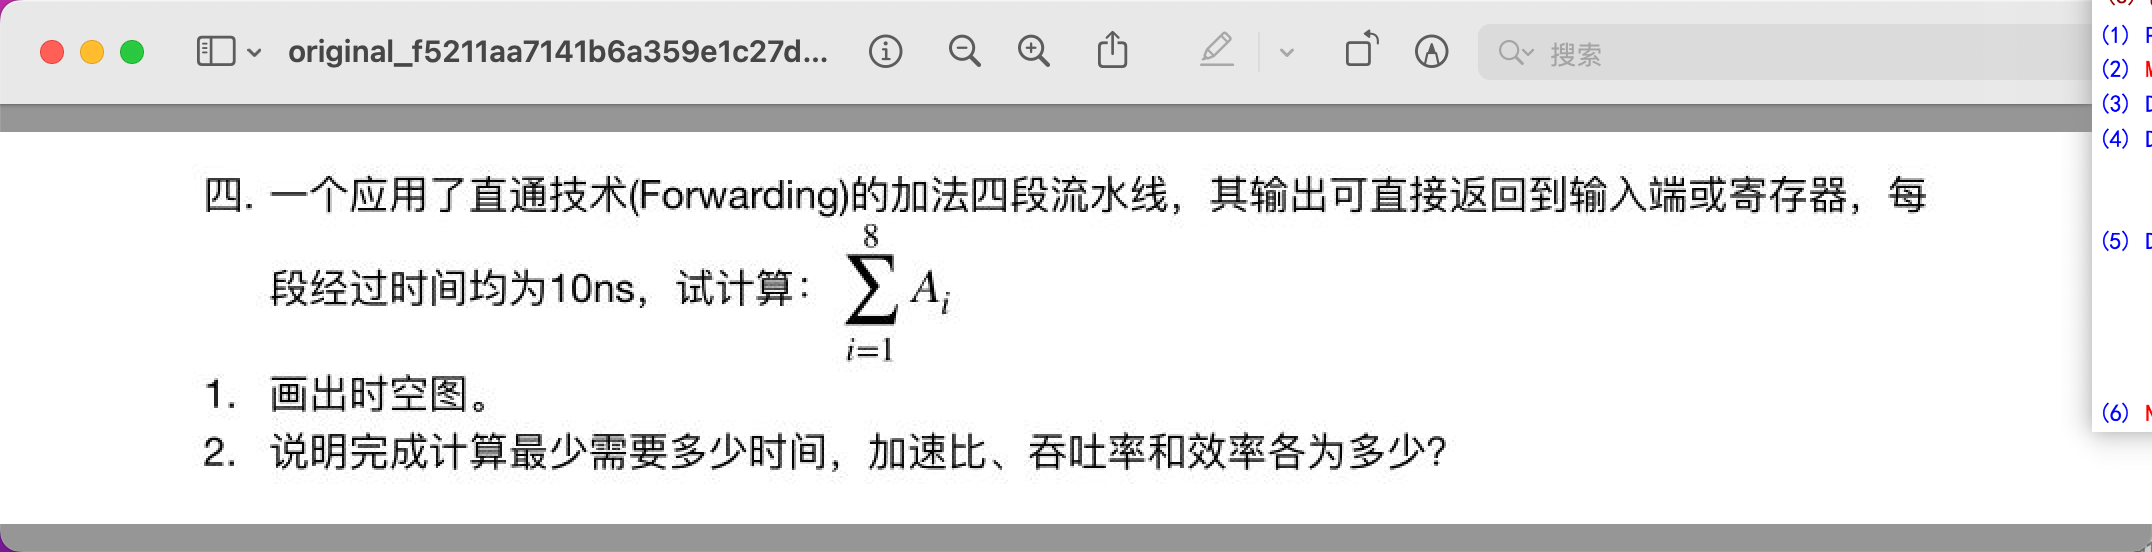 original_f5211aa7141b6a359e1c27d...
搜索
四. 一个应用了直通技术(Forwarding)的加法四段流水线，其输出可直接返回到输入端或寄存器，每
段经过时间均为10ns，试计算：
8
∑ A_i
i=1
1. 画出时空图。
2. 说明完成计算最少需要多少时间，加速比、吞吐率和效率各为多少？
(1)
(2)
(3)
(4)
(5)
(6)